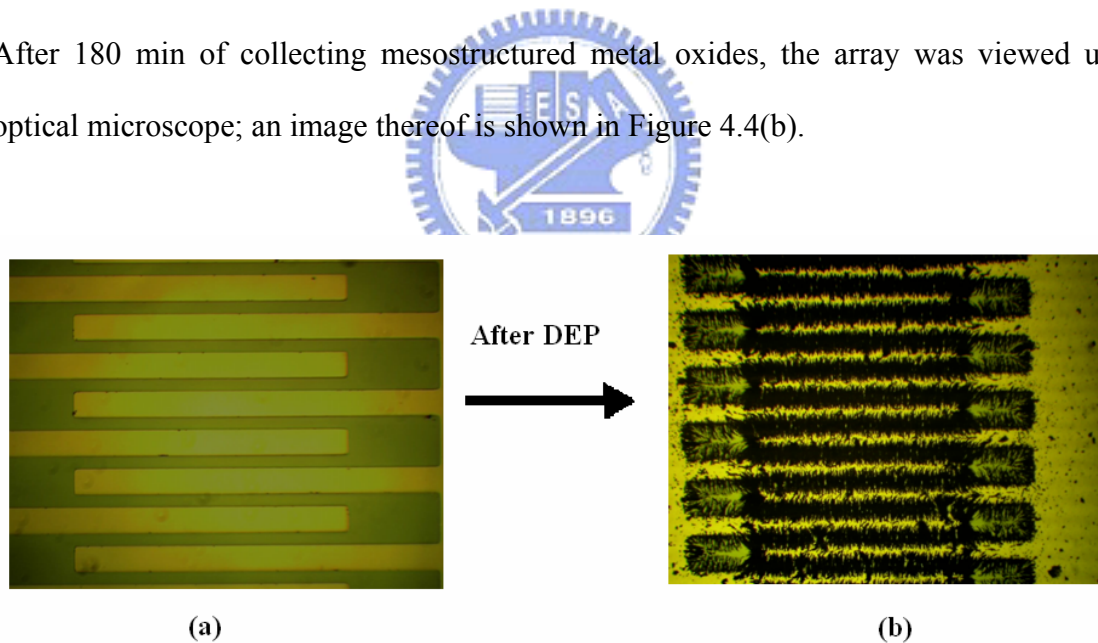 After 180 min of collecting mesostructured metal oxides, the array was viewed u
optical microscope; an image thereof is shown in Figure 4.4(b).
E S A
1896
After DEP
(a)
(b)